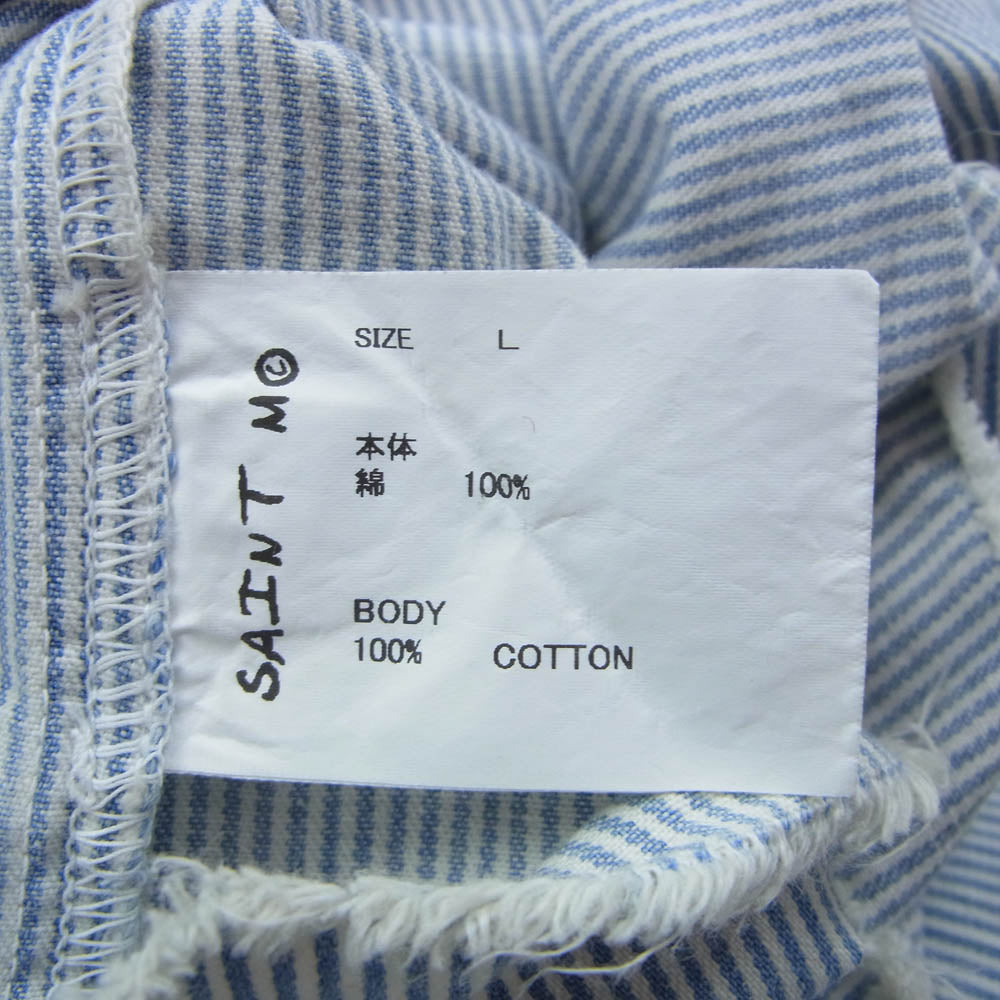 SAINT M©
SIZE L
本体
綿 100%
BODY
100% COTTON